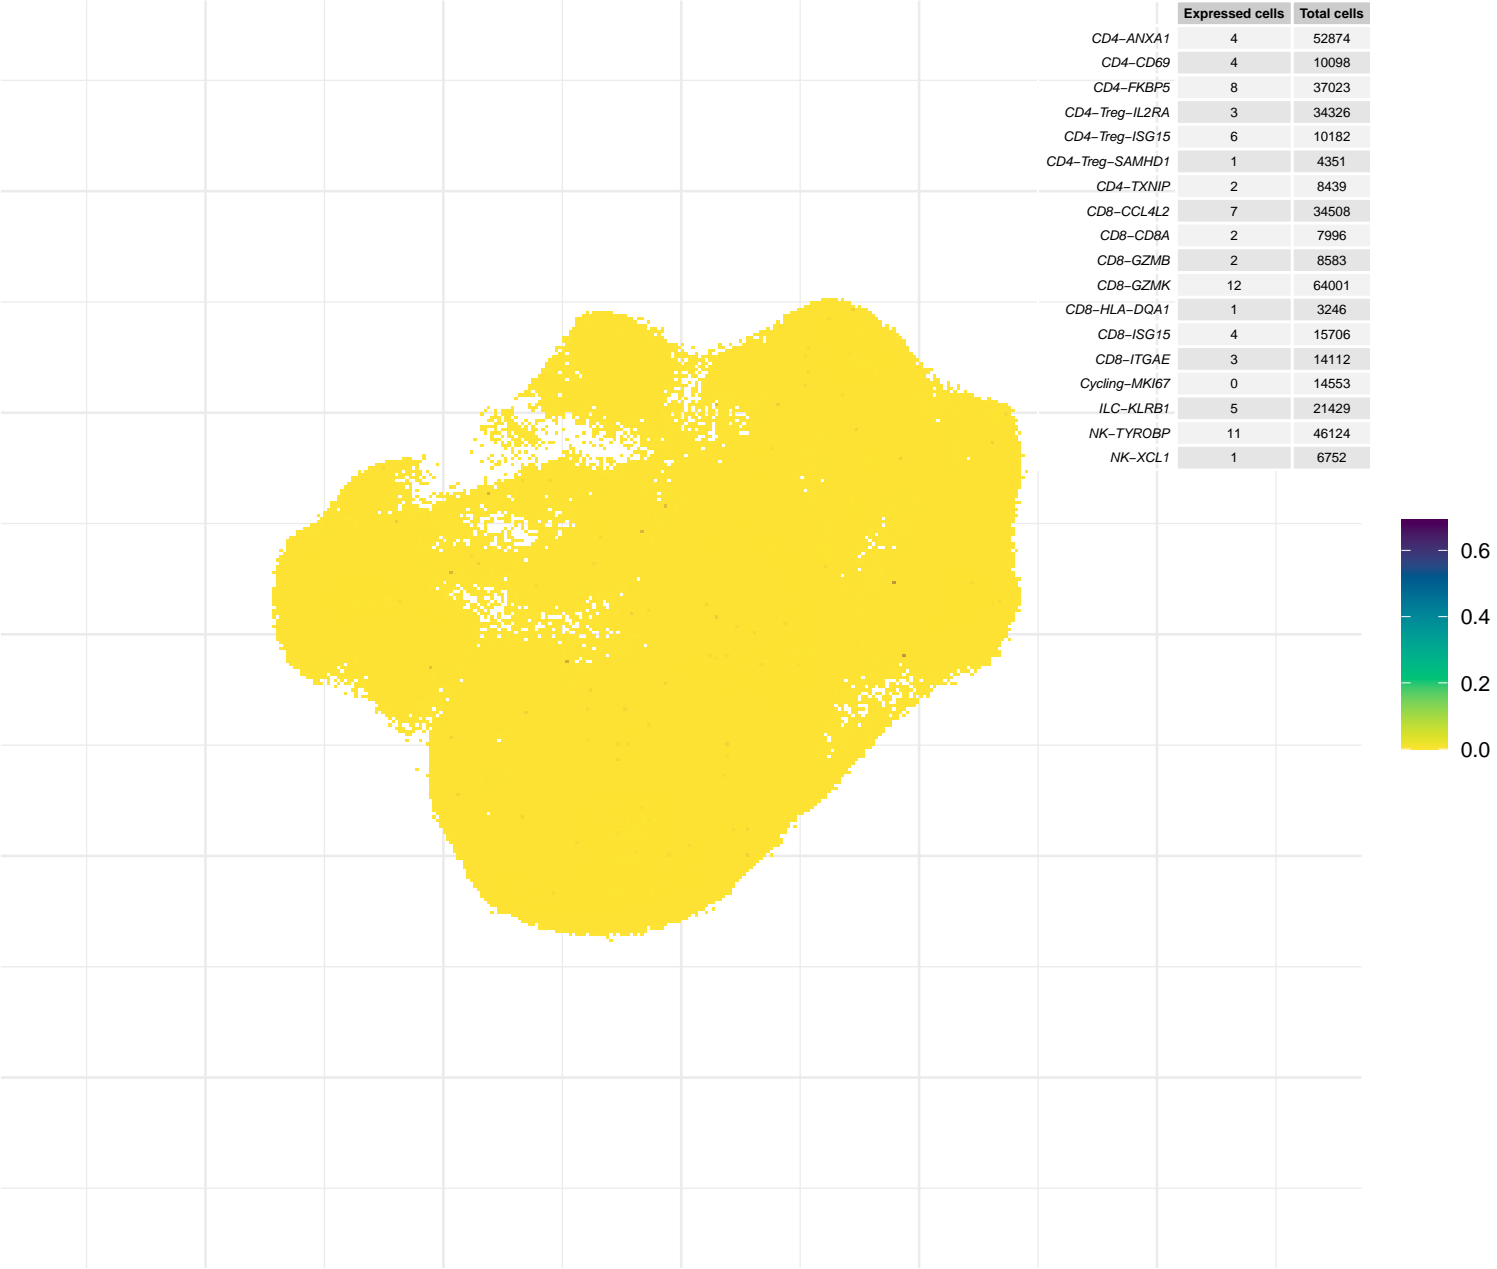 Expressed cells Total cells
CD4−ANXA1 4 52874
CD4−CD69 4 10098
CD4−FKBP5 8 37023
CD4−Treg−IL2RA 3 34326
CD4−Treg−ISG15 6 10182
CD4−Treg−SAMHD1 1 4351
CD4−TXNIP 2 8439
CD8−CCL4L2 7 34508
CD8−CD8A 2 7996
CD8−GZMB 2 8583
CD8−GZMK 12 64001
CD8−HLA−DQA1 1 3246
CD8−ISG15 4 15706
CD8−ITGAE 3 14112
Cycling−MKI67 0 14553
ILC−KLRB1 5 21429
NK−TYROBP 11 46124
NK−XCL1 1 6752
0.6
0.4
0.2
0.0